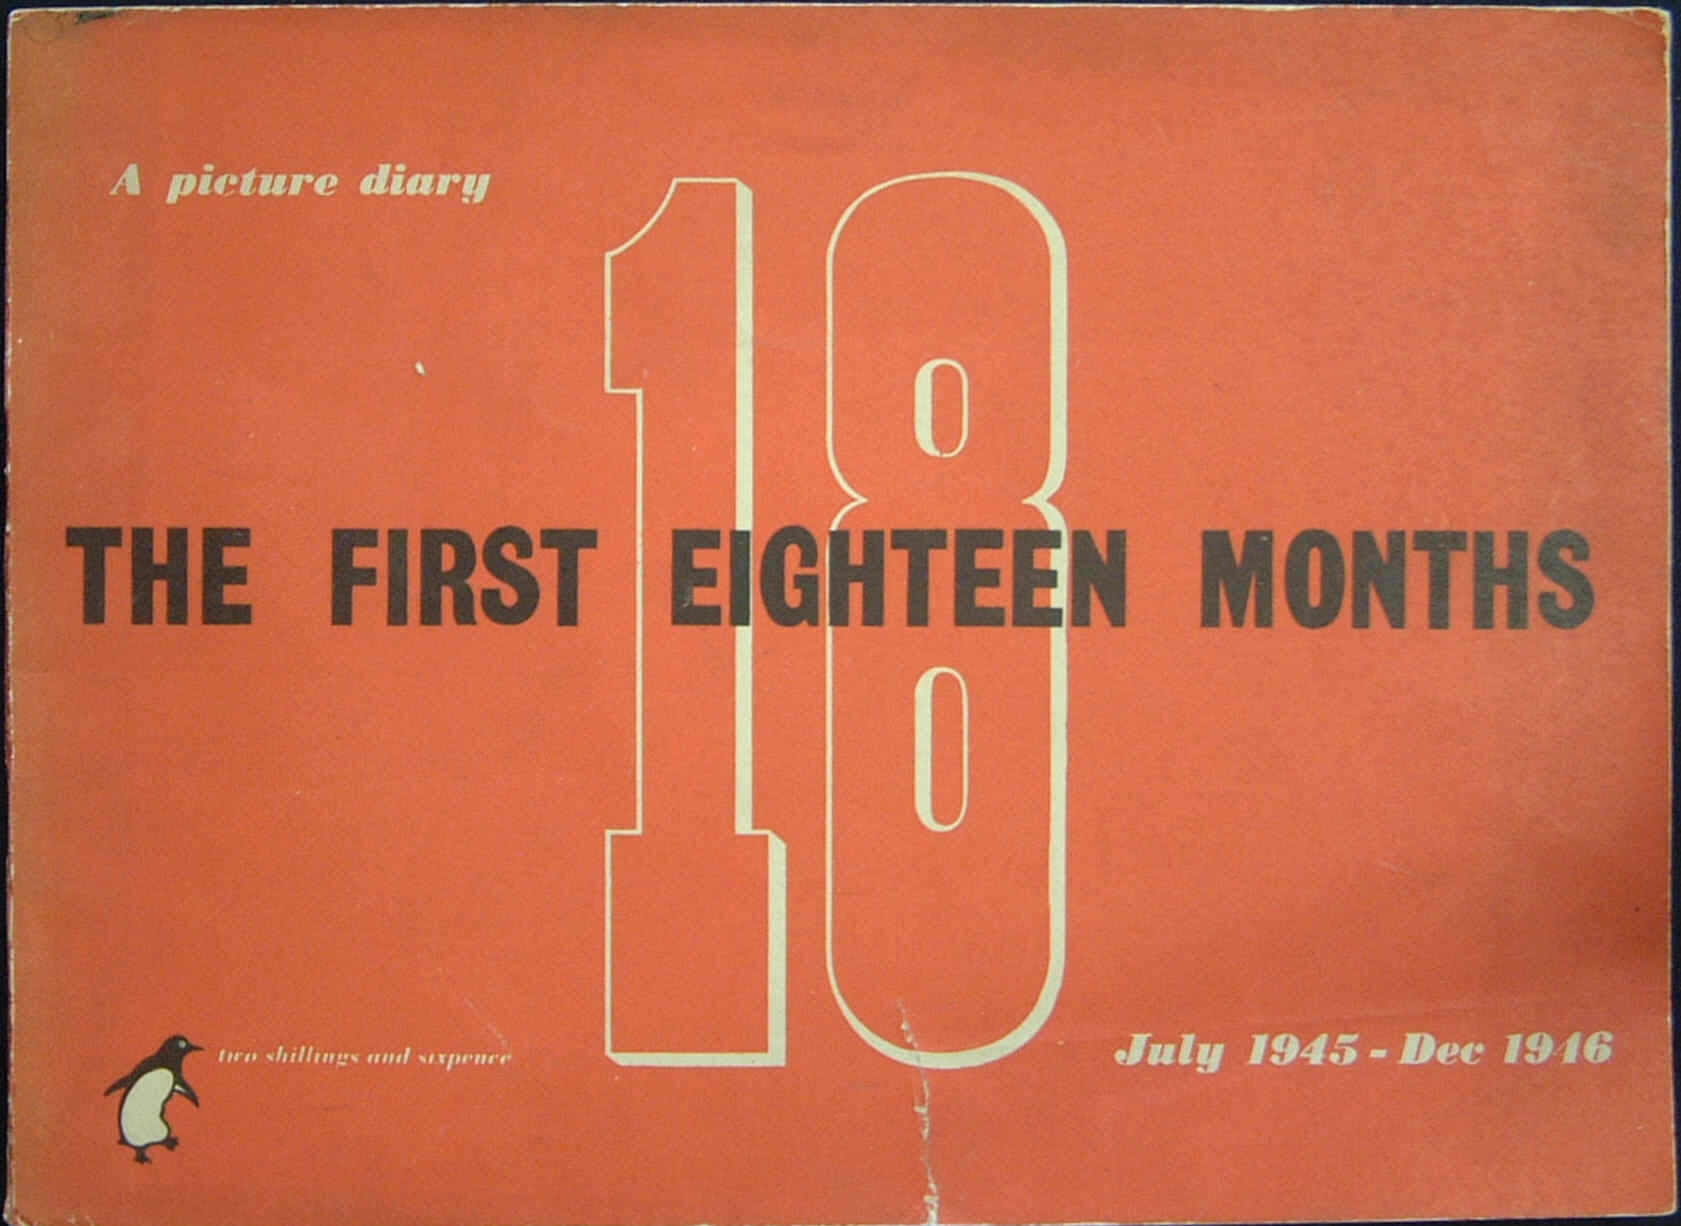 A picture diary
18
THE FIRST EIGHTEEN MONTHS
two shillings and sixpence
July 1945 - Dec 1946